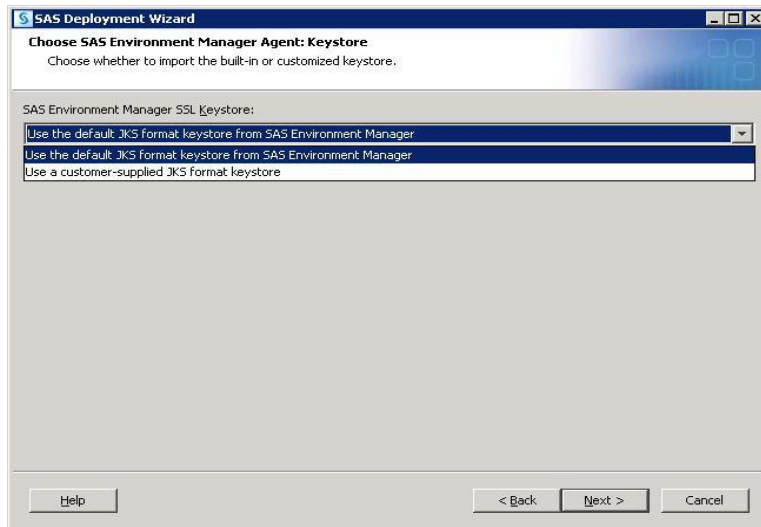 SAS Deployment Wizard
Choose SAS Environment Manager Agent: Keystore
Choose whether to import the built-in or customized keystore.
SAS Environment Manager SSL Keystore:
Use the default JKS format keystore from SAS Environment Manager
Use the default JKS format keystore from SAS Environment Manager
Use a customer-supplied JKS format keystore
Help
< Back
Next >
Cancel